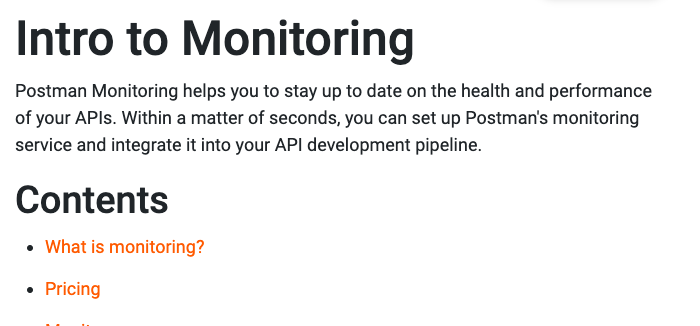 Intro to Monitoring
Postman Monitoring helps you to stay up to date on the health and performance
of your APIs. Within a matter of seconds, you can set up Postman's monitoring
service and integrate it into your API development pipeline.
Contents
• What is monitoring?
• Pricing